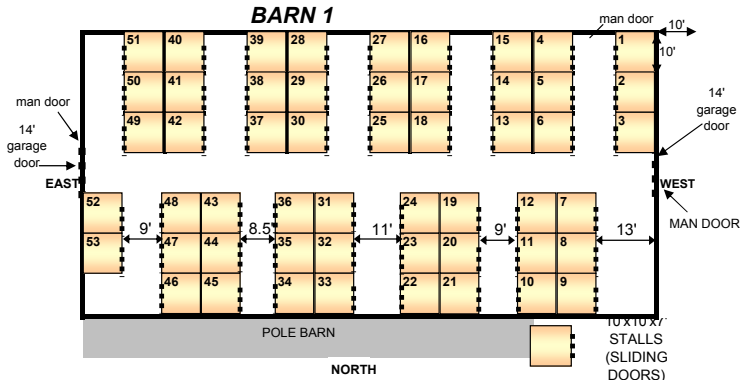 BARN 1
man door
10'
51 40 39 28 27 16 15 4 1
10'
50 41 38 29 26 17 14 5 2
49 42 37 30 25 18 13 6 3
man door
14'
garage
door
14'
garage
door
EAST
WEST
MAN DOOR
52 48 43 36 31 24 19 12 7
9' 8.5' 11' 9' 13'
53 47 44 35 32 23 20 11 8
46 45 34 33 22 21 10 9
POLE BARN
NORTH
10'x10'x7'
STALLS
(SLIDING
DOORS)